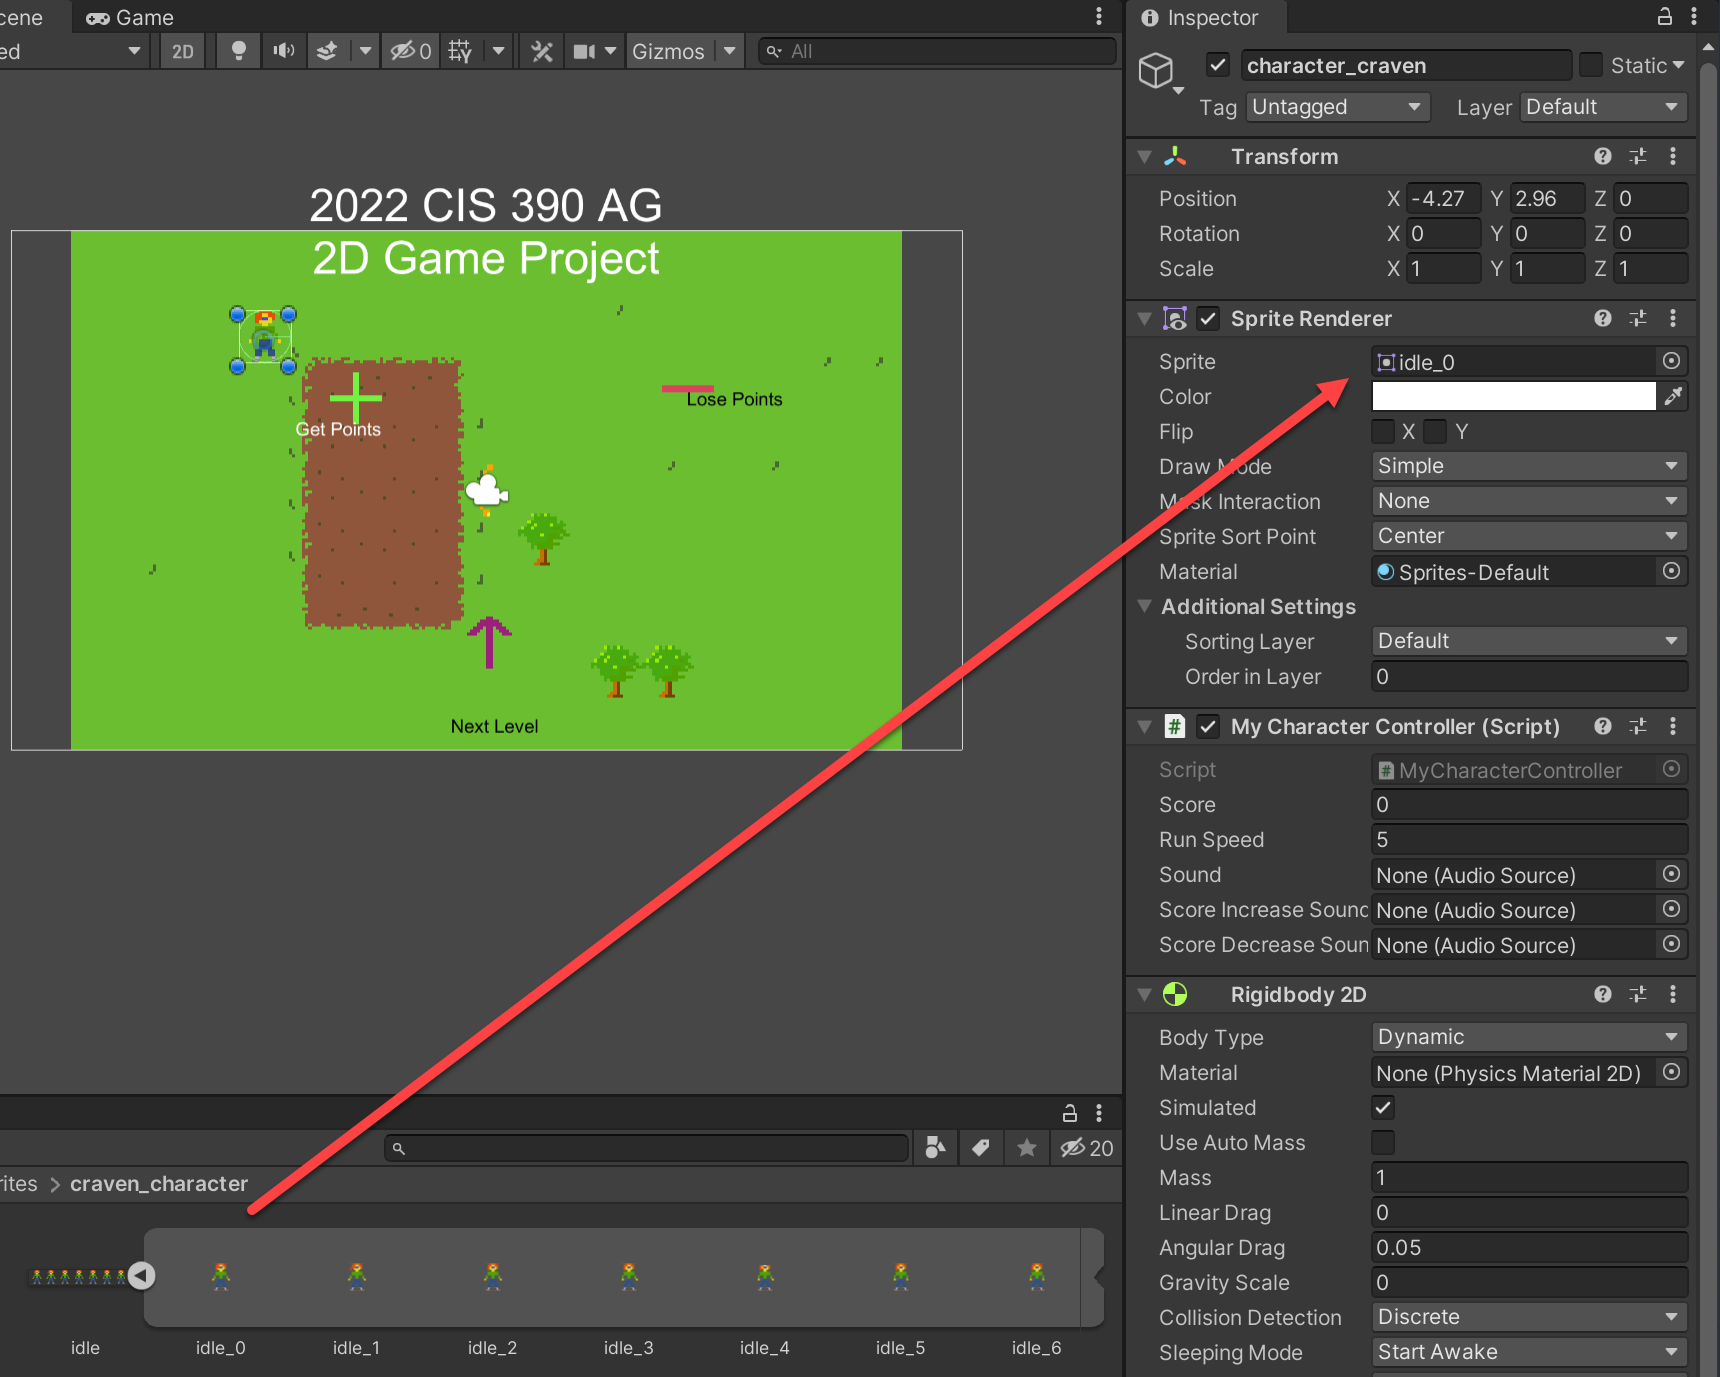 cene Game
ed 2D 0 Gizmos All
2022 CIS 390 AG
2D Game Project
Get Points
Lose Points
Next Level
Inspector
character_craven Static
Tag Untagged Layer Default
Transform
Position X -4.27 Y 2.96 Z 0
Rotation X 0 Y 0 Z 0
Scale X 1 Y 1 Z 1
Sprite Renderer
Sprite idle_0
Color
Flip X Y
Draw Mode Simple
Mask Interaction None
Sprite Sort Point Center
Material Sprites-Default
Additional Settings
Sorting Layer Default
Order in Layer 0
# My Character Controller (Script)
Script # MyCharacterController
Score 0
Run Speed 5
Sound None (Audio Source)
Score Increase Sound None (Audio Source)
Score Decrease Soun None (Audio Source)
Rigidbody 2D
Body Type Dynamic
Material None (Physics Material 2D)
Simulated
Use Auto Mass
Mass 1
Linear Drag 0
Angular Drag 0.05
Gravity Scale 0
Collision Detection Discrete
Sleeping Mode Start Awake
20
rites > craven_character
idle idle_0 idle_1 idle_2 idle_3 idle_4 idle_5 idle_6